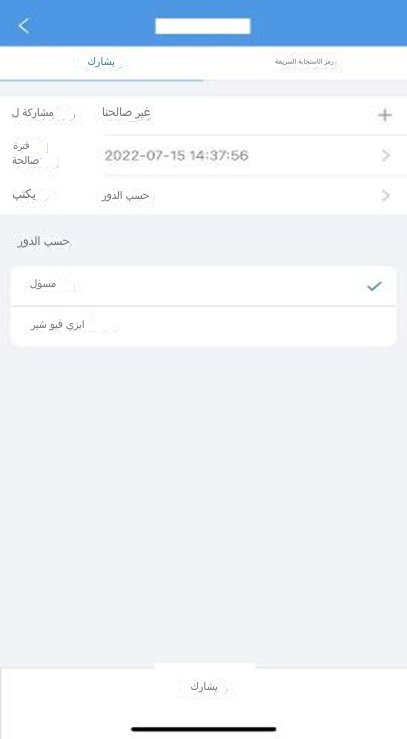 يشارك
رمز الاستجابة السريعة
مشاركة ل
غير صالحتا
فترة
صالحة
2022-07-15 14:37:56
يكتب
حسب الدور
حسب الدور
مسؤل
ايزي فيو شير
يشارك